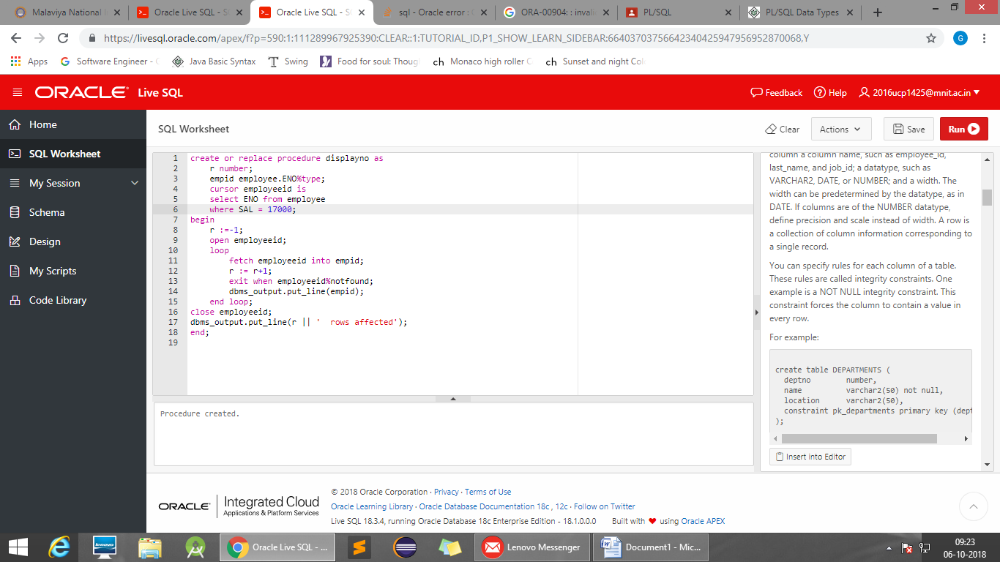 Malaviya National
Oracle Live SQL - S
Oracle Live SQL - S
sql - Oracle error :
ORA-00904: : invali
PL/SQL
PL/SQL Data Types
https://livesql.oracle.com/apex/f?p=590:1:111289967925390:CLEAR::1:TUTORIAL_ID,P1_SHOW_LEARN_SIDEBAR:66403703756642340425947956952870068,Y
G
Apps
Software Engineer -
Java Basic Syntax
Swing
Food for soul: Thoug
ch Monaco high roller
ch Sunset and night Col
ORACLE Live SQL
Feedback
Help
2016ucp1425@mnit.ac.in
Home
SQL Worksheet
My Session
Schema
Design
My Scripts
Code Library
SQL Worksheet
Clear
Actions
Save
Run
1 create or replace procedure displayno as
2 r number;
3 empid employee.ENO%type;
4 cursor employeeid is
5 select ENO from employee
6 where SAL = 17000;
7 begin
8 r :=-1;
9 open employeeid;
10 loop
11 fetch employeeid into empid;
12 r := r+1;
13 exit when employeeid%notfound;
14 dbms_output.put_line(empid);
15 end loop;
16 close employeeid;
17 dbms_output.put_line(r || '  rows affected');
18 end;
19
Procedure created.
column a column name, such as employee_id,
last_name, and job_id; a datatype, such as
VARCHAR2, DATE, or NUMBER; and a width. The
width can be predetermined by the datatype, as in
DATE. If columns are of the NUMBER datatype,
define precision and scale instead of width. A row is
a collection of column information corresponding to
a single record.
You can specify rules for each column of a table.
These rules are called integrity constraints. One
example is a NOT NULL integrity constraint. This
constraint forces the column to contain a value in
every row.
For example:
create table DEPARTMENTS (
deptno number,
name varchar2(50) not null,
location varchar2(50),
constraint pk_departments primary key (dept
);
Insert into Editor
ORACLE Integrated Cloud
Applications & Platform Services
© 2018 Oracle Corporation · Privacy · Terms of Use
Oracle Learning Library · Oracle Database Documentation 18c , 12c · Follow on Twitter
Live SQL 18.3.4, running Oracle Database 18c Enterprise Edition - 18.1.0.0.0 Built with ❤ using Oracle APEX
lenovo
Oracle Live SQL - ...
Lenovo Messenger
Document1 - Mic...
09:23
06-10-2018